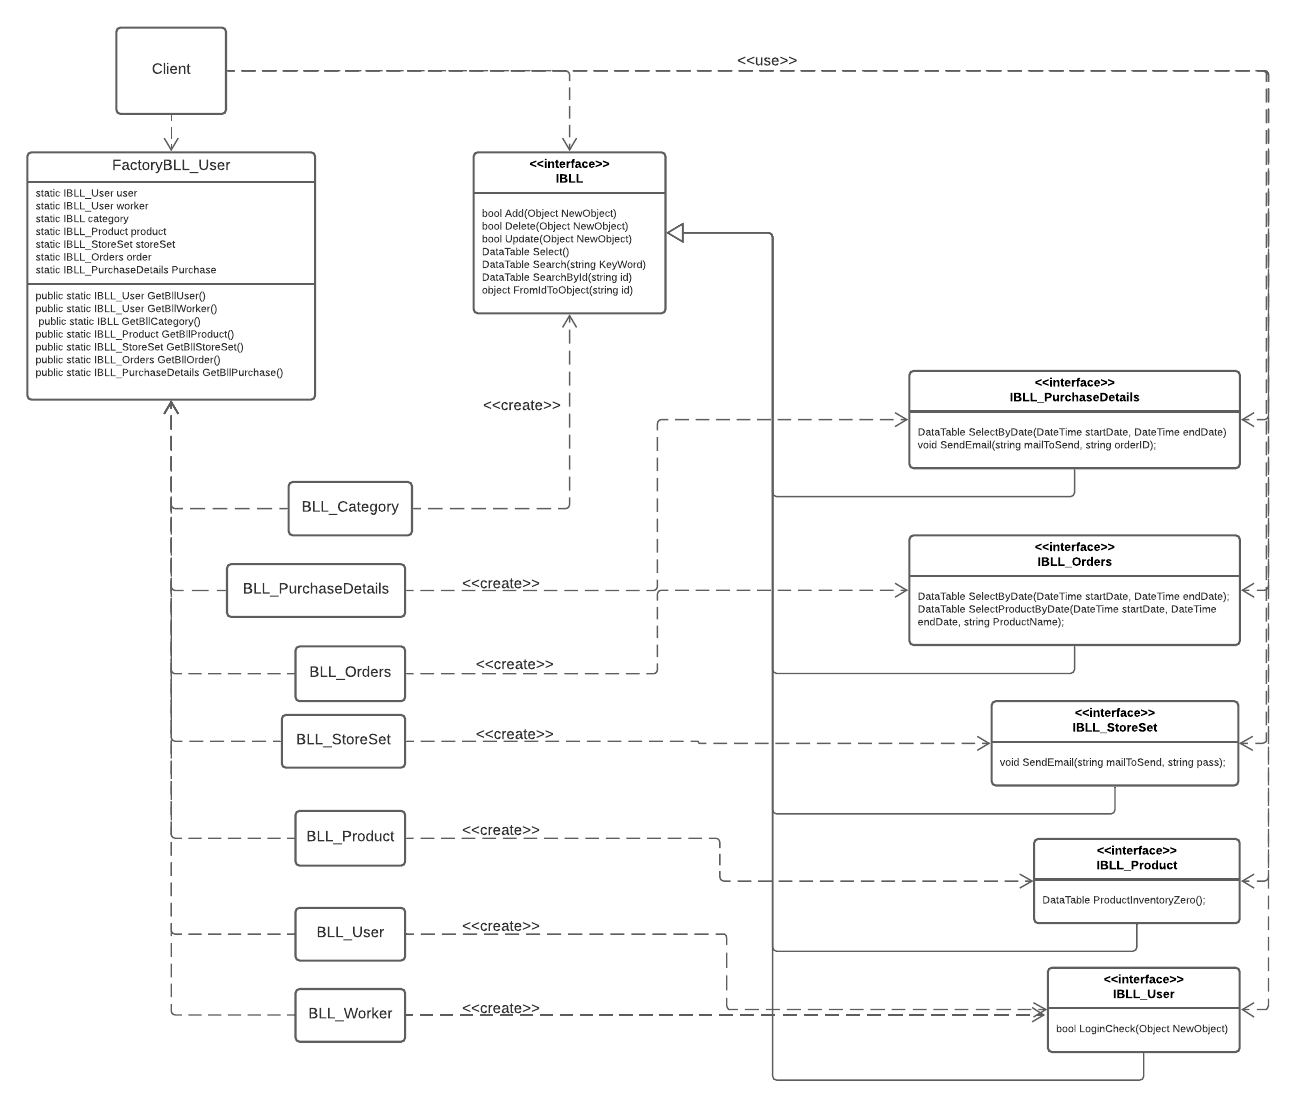 Client
<<use>>
FactoryBLL_User
static IBLL_User user
static IBLL_User worker
static IBLL category
static IBLL_Product product
static IBLL_StoreSet storeSet
static IBLL_Orders order
static IBLL_PurchaseDetails Purchase
public static IBLL_User GetBllUser()
public static IBLL_User GetBllWorker()
public static IBLL GetBllCategory()
public static IBLL_Product GetBllProduct()
public static IBLL_StoreSet GetBllStoreSet()
public static IBLL_Orders GetBllOrder()
public static IBLL_PurchaseDetails GetBllPurchase()
<<interface>>
IBLL
bool Add(Object NewObject)
bool Delete(Object NewObject)
bool Update(Object NewObject)
DataTable Select()
DataTable Search(string KeyWord)
DataTable SearchById(string id)
object FromIdToObject(string id)
<<create>>
<<interface>>
IBLL_PurchaseDetails
DataTable SelectByDate(DateTime startDate, DateTime endDate)
void SendEmail(string mailToSend, string orderID);
BLL_Category
<<interface>>
IBLL_Orders
DataTable SelectByDate(DateTime startDate, DateTime endDate);
DataTable SelectProductByDate(DateTime startDate, DateTime
endDate, string ProductName);
BLL_PurchaseDetails
<<create>>
BLL_Orders
<<create>>
<<interface>>
IBLL_StoreSet
void SendEmail(string mailToSend, string pass);
BLL_StoreSet
<<create>>
BLL_Product
<<create>>
<<interface>>
IBLL_Product
DataTable ProductInventoryZero();
BLL_User
<<create>>
<<interface>>
IBLL_User
bool LoginCheck(Object NewObject)
BLL_Worker
<<create>>